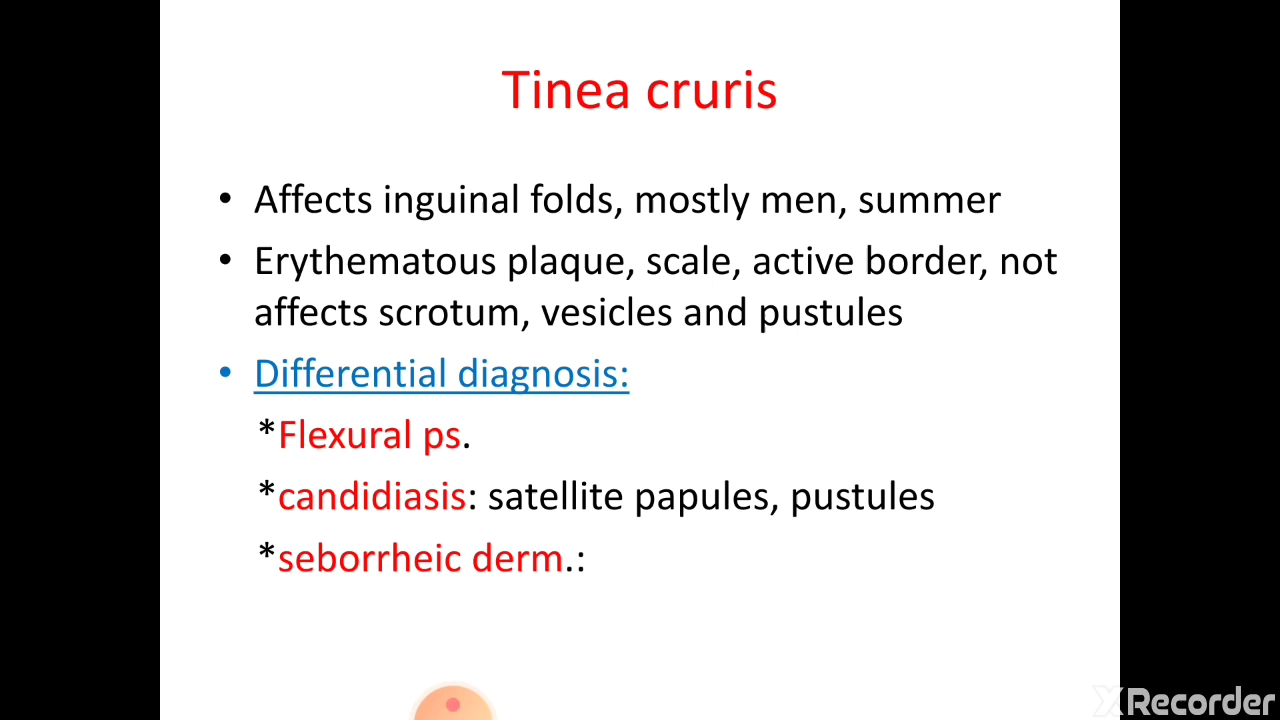 Tinea cruris
• Affects inguinal folds, mostly men, summer
• Erythematous plaque, scale, active border, not
affects scrotum, vesicles and pustules
• Differential diagnosis:
*Flexural ps.
*candidiasis: satellite papules, pustules
*seborrheic derm.:
XRecorder